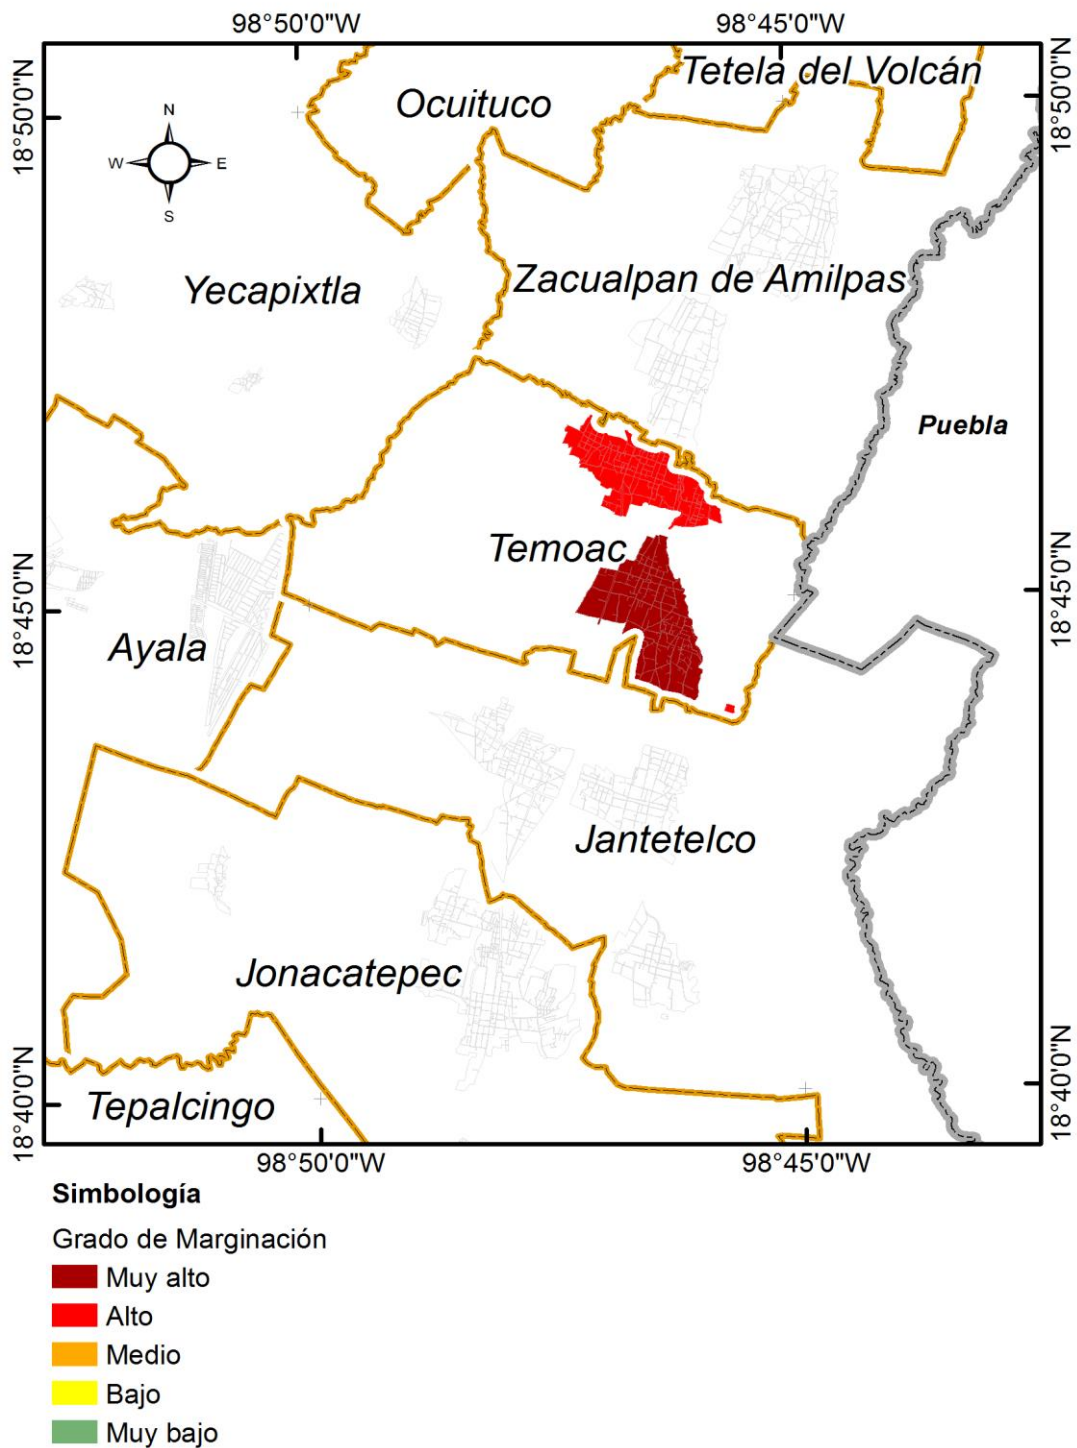 98°50'0"W
98°45'0"W
Tetela del Volcán
Ocuituco
18°50'0"N
18°50'0"N
N
W
E
S
Zacualpan de Amilpas
Yecapixtla
Puebla
Temoac
18°45'0"N
18°45'0"N
Ayala
Jantetelco
Jonacatepec
Tepalcingo
18°40'0"N
18°40'0"N
98°50'0"W
98°45'0"W
Simbología
Grado de Marginación
Muy alto
Alto
Medio
Bajo
Muy bajo